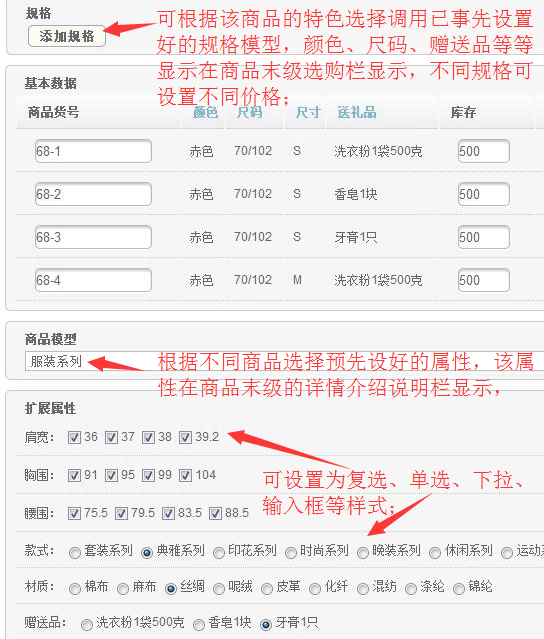 规格
添加规格
可根据该商品的特色选择调用已事先设置
好的规格模型，颜色、尺码、赠送品等等
显示在商品末级选购栏显示，不同规格可
设置不同价格；
基本数据
商品货号 颜色 尺码 尺寸 送礼品 库存
68-1 赤色 70/102 S 洗衣粉1袋500克 500
68-2 赤色 70/102 S 香皂1块 500
68-3 赤色 70/102 S 牙膏1只 500
68-4 赤色 70/102 M 洗衣粉1袋500克 500
商品模型
服装系列
根据不同商品选择预先设好的属性，该属
性在商品末级的详情介绍说明栏显示，
扩展属性
肩宽： 36 37 38 39.2
胸围： 91 95 99 104
可设置为复选、单选、下拉、
输入框等样式；
腰围： 75.5 79.5 83.5 88.5
款式： 套装系列 典雅系列 印花系列 时尚系列 晚装系列 休闲系列 运动
材质： 棉布 麻布 丝绸 呢绒 皮革 化纤 混纺 涤纶 锦纶
赠送品： 洗衣粉1袋500克 香皂1块 牙膏1只